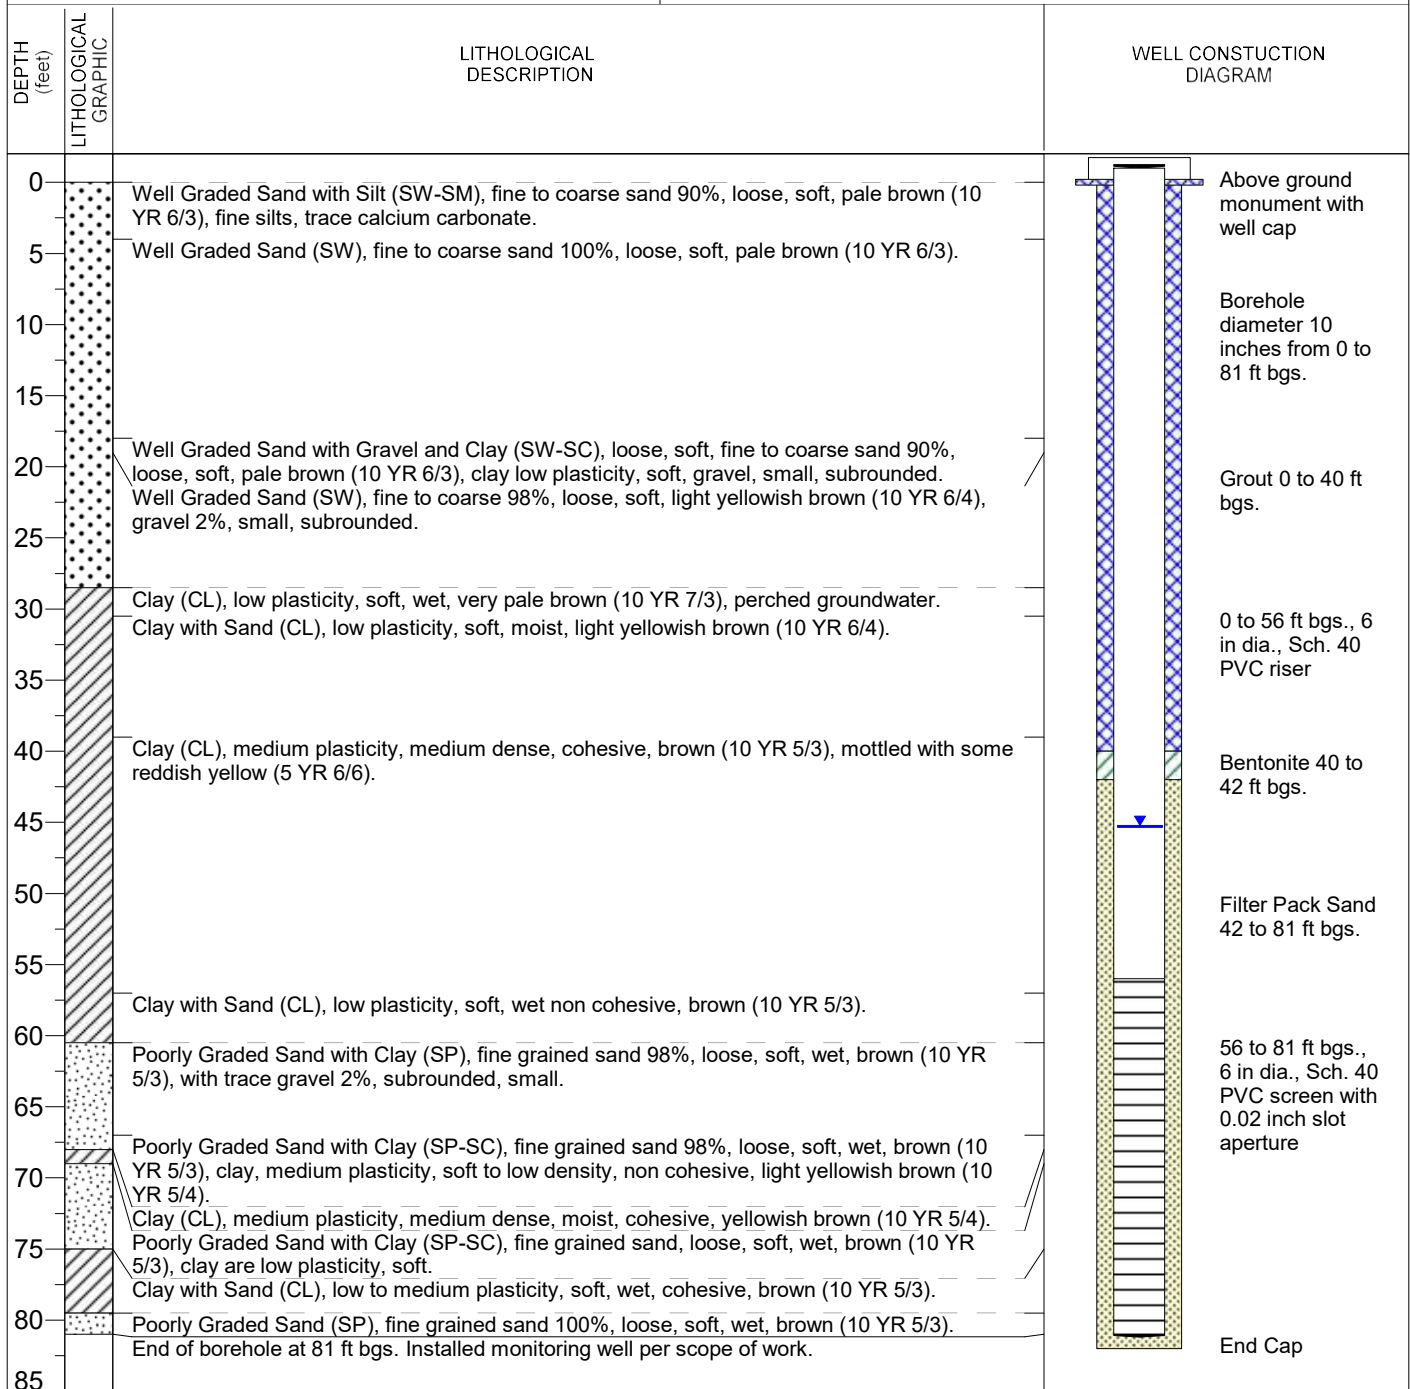 DEPTH
(feet)
LITHOLOGICAL
GRAPHIC
LITHOLOGICAL
DESCRIPTION
WELL CONSTUCTION
DIAGRAM
0
5
10
15
20
25
30
35
40
45
50
55
60
65
70
75
80
85
Well Graded Sand with Silt (SW-SM), fine to coarse sand 90%, loose, soft, pale brown (10
YR 6/3), fine silts, trace calcium carbonate.
Well Graded Sand (SW), fine to coarse sand 100%, loose, soft, pale brown (10 YR 6/3).
Well Graded Sand with Gravel and Clay (SW-SC), loose, soft, fine to coarse sand 90%,
loose, soft, pale brown (10 YR 6/3), clay low plasticity, soft, gravel, small, subrounded.
Well Graded Sand (SW), fine to coarse 98%, loose, soft, light yellowish brown (10 YR 6/4),
gravel 2%, small, subrounded.
Clay (CL), low plasticity, soft, wet, very pale brown (10 YR 7/3), perched groundwater.
Clay with Sand (CL), low plasticity, soft, moist, light yellowish brown (10 YR 6/4).
Clay (CL), medium plasticity, medium dense, cohesive, brown (10 YR 5/3), mottled with some
reddish yellow (5 YR 6/6).
Clay with Sand (CL), low plasticity, soft, wet non cohesive, brown (10 YR 5/3).
Poorly Graded Sand with Clay (SP), fine grained sand 98%, loose, soft, wet, brown (10 YR
5/3), with trace gravel 2%, subrounded, small.
Poorly Graded Sand with Clay (SP-SC), fine grained sand 98%, loose, soft, wet, brown (10
YR 5/3), clay, medium plasticity, soft to low density, non cohesive, light yellowish brown (10
YR 5/4).
Clay (CL), medium plasticity, medium dense, moist, cohesive, yellowish brown (10 YR 5/4).
Poorly Graded Sand with Clay (SP-SC), fine grained sand, loose, soft, wet, brown (10 YR
5/3), clay are low plasticity, soft.
Clay with Sand (CL), low to medium plasticity, soft, wet, cohesive, brown (10 YR 5/3).
Poorly Graded Sand (SP), fine grained sand 100%, loose, soft, wet, brown (10 YR 5/3).
End of borehole at 81 ft bgs. Installed monitoring well per scope of work.
Above ground
monument with
well cap
Borehole
diameter 10
inches from 0 to
81 ft bgs.
Grout 0 to 40 ft
bgs.
0 to 56 ft bgs., 6
in dia., Sch. 40
PVC riser
Bentonite 40 to
42 ft bgs.
Filter Pack Sand
42 to 81 ft bgs.
56 to 81 ft bgs.,
6 in dia., Sch. 40
PVC screen with
0.02 inch slot
aperture
End Cap